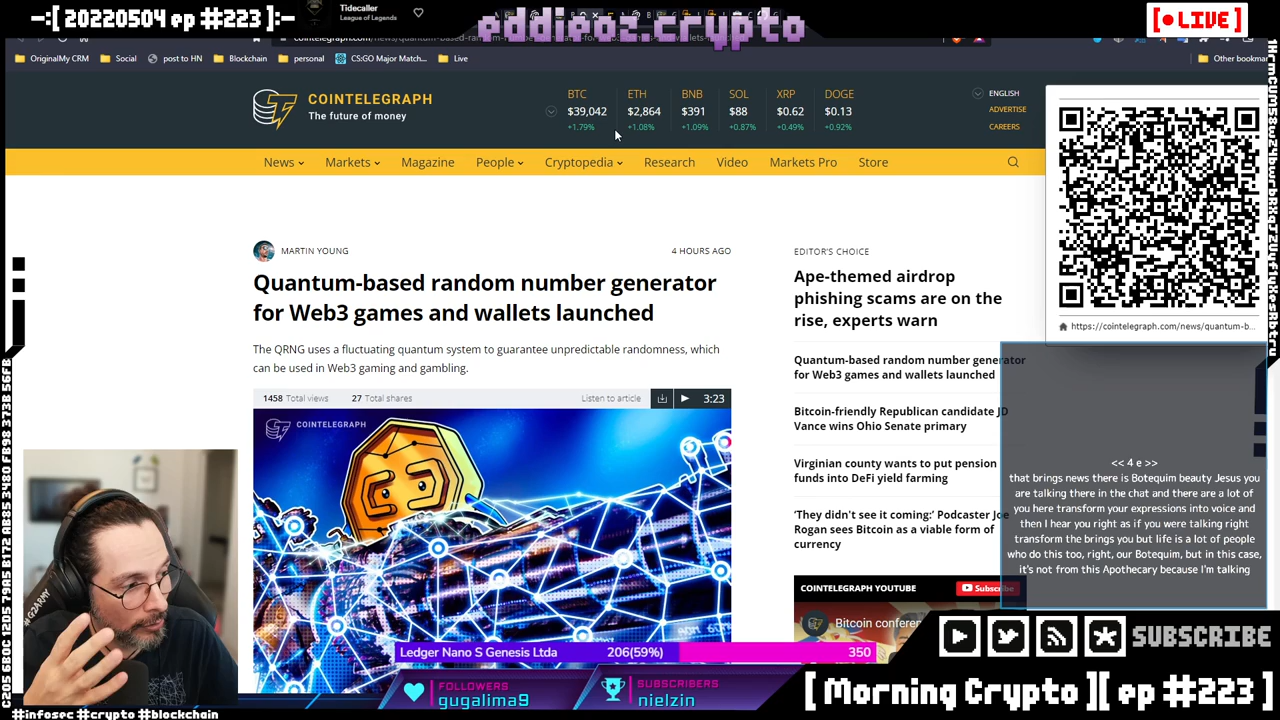 -:[ 20220504 ep #223 ]:-
Tidecaller
League of Legends
eddieoz.crypto
[ • LIVE ]
OriginalMy CRM
Social
post to HN
Blockchain
personal
CS:GO Major Match...
Live
Other bookmar
COINTELEGRAPH
The future of money
BTC ETH BNB SOL XRP DOGE
$39,042 $2,864 $391 $88 $0.62 $0.13
+1.79% +1.08% +1.09% +0.87% +0.49% +0.92%
ENGLISH
ADVERTISE
CAREERS
News Markets Magazine People Cryptopedia Research Video Markets Pro Store
MARTIN YOUNG
4 HOURS AGO
Quantum-based random number generator
for Web3 games and wallets launched
The QRNG uses a fluctuating quantum system to guarantee unpredictable randomness, which
can be used in Web3 gaming and gambling.
1458 Total views 27 Total shares
Listen to article 3:23
COINTELEGRAPH
EDITOR'S CHOICE
Ape-themed airdrop
phishing scams are on the
rise, experts warn
Quantum-based random number generator
for Web3 games and wallets launched
Bitcoin-friendly Republican candidate JD
Vance wins Ohio Senate primary
Virginian county wants to put pension
funds into DeFi yield farming
‘They didn't see it coming:’ Podcaster Joe
Rogan sees Bitcoin as a viable form of
currency
COINTELEGRAPH YOUTUBE
Subscribe
Bitcoin conferen
https://cointelegraph.com/news/quantum-b...
<< 4 e >>
that brings news there is Botequim beauty Jesus you
are talking there in the chat and there are a lot of
you here transform your expressions into voice and
then I hear you right as if you were talking right
transform the brings you but life is a lot of people
who do this too, right, our Botequim, but in this case,
it's not from this Apothecary because I'm talking
Ledger Nano S Genesis Ltda 206(59%) 350
FOLLOWERS
gugalima9
SUBSCRIBERS
nielzin
SUBSCRIBE
[ Morning Crypto ][ ep #223 ]
#infosec #crypto #blockchain